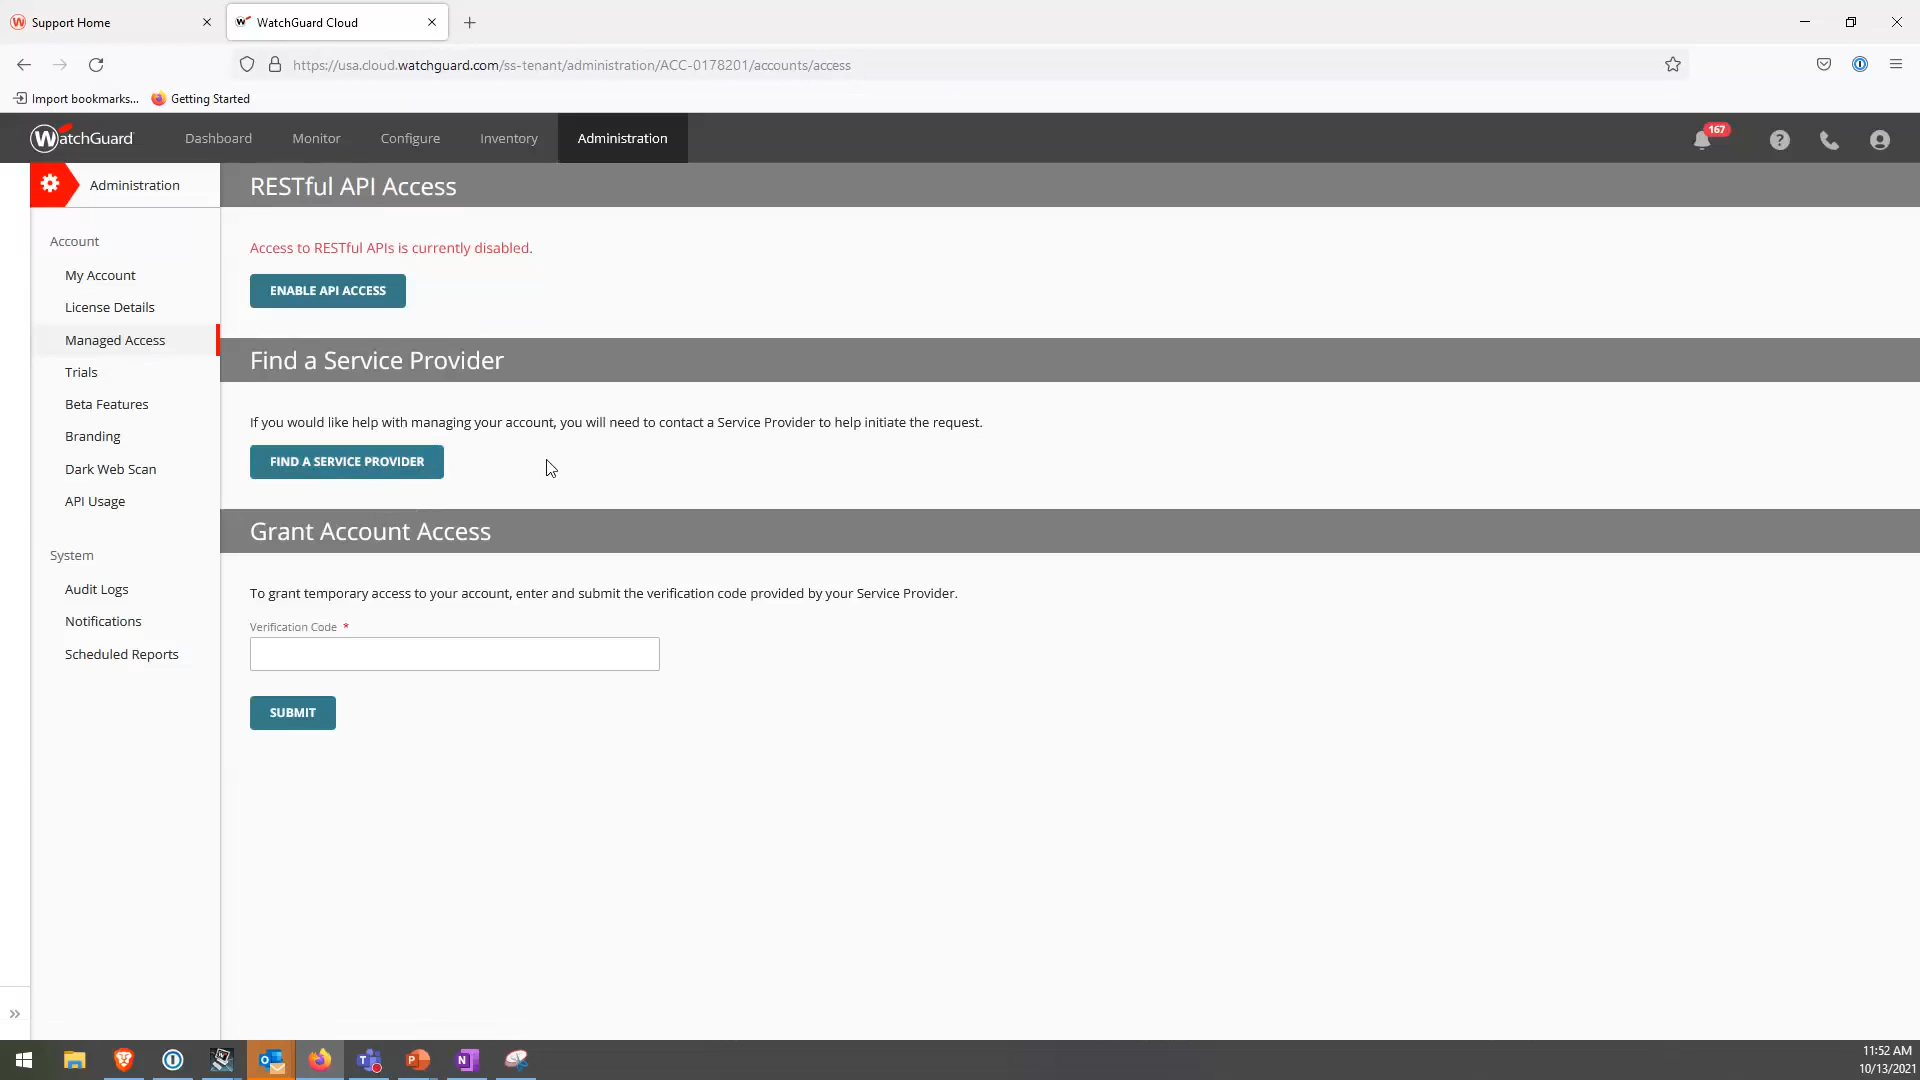 Support Home
WatchGuard Cloud
https://usa.cloud.watchguard.com/ss-tenant/administration/ACC-0178201/accounts/access
Import bookmarks...
Getting Started
WatchGuard
Dashboard
Monitor
Configure
Inventory
Administration
167
Administration
Account
My Account
License Details
Managed Access
Trials
Beta Features
Branding
Dark Web Scan
API Usage
System
Audit Logs
Notifications
Scheduled Reports
RESTful API Access
Access to RESTful APIs is currently disabled.
ENABLE API ACCESS
Find a Service Provider
If you would like help with managing your account, you will need to contact a Service Provider to help initiate the request.
FIND A SERVICE PROVIDER
Grant Account Access
To grant temporary access to your account, enter and submit the verification code provided by your Service Provider.
Verification Code *
SUBMIT
11:52 AM
10/13/2021